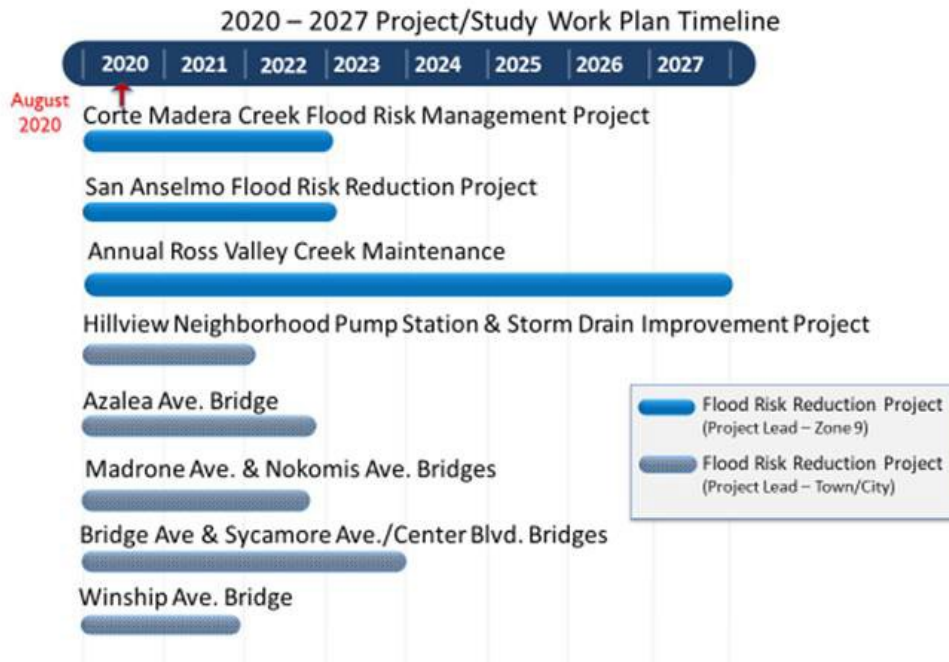 2020 – 2027 Project/Study Work Plan Timeline
2020 2021 2022 2023 2024 2025 2026 2027
August
2020
Corte Madera Creek Flood Risk Management Project
San Anselmo Flood Risk Reduction Project
Annual Ross Valley Creek Maintenance
Hillview Neighborhood Pump Station & Storm Drain Improvement Project
Azalea Ave. Bridge
Madrone Ave. & Nokomis Ave. Bridges
Bridge Ave & Sycamore Ave./Center Blvd. Bridges
Winship Ave. Bridge
Flood Risk Reduction Project
(Project Lead – Zone 9)
Flood Risk Reduction Project
(Project Lead – Town/City)